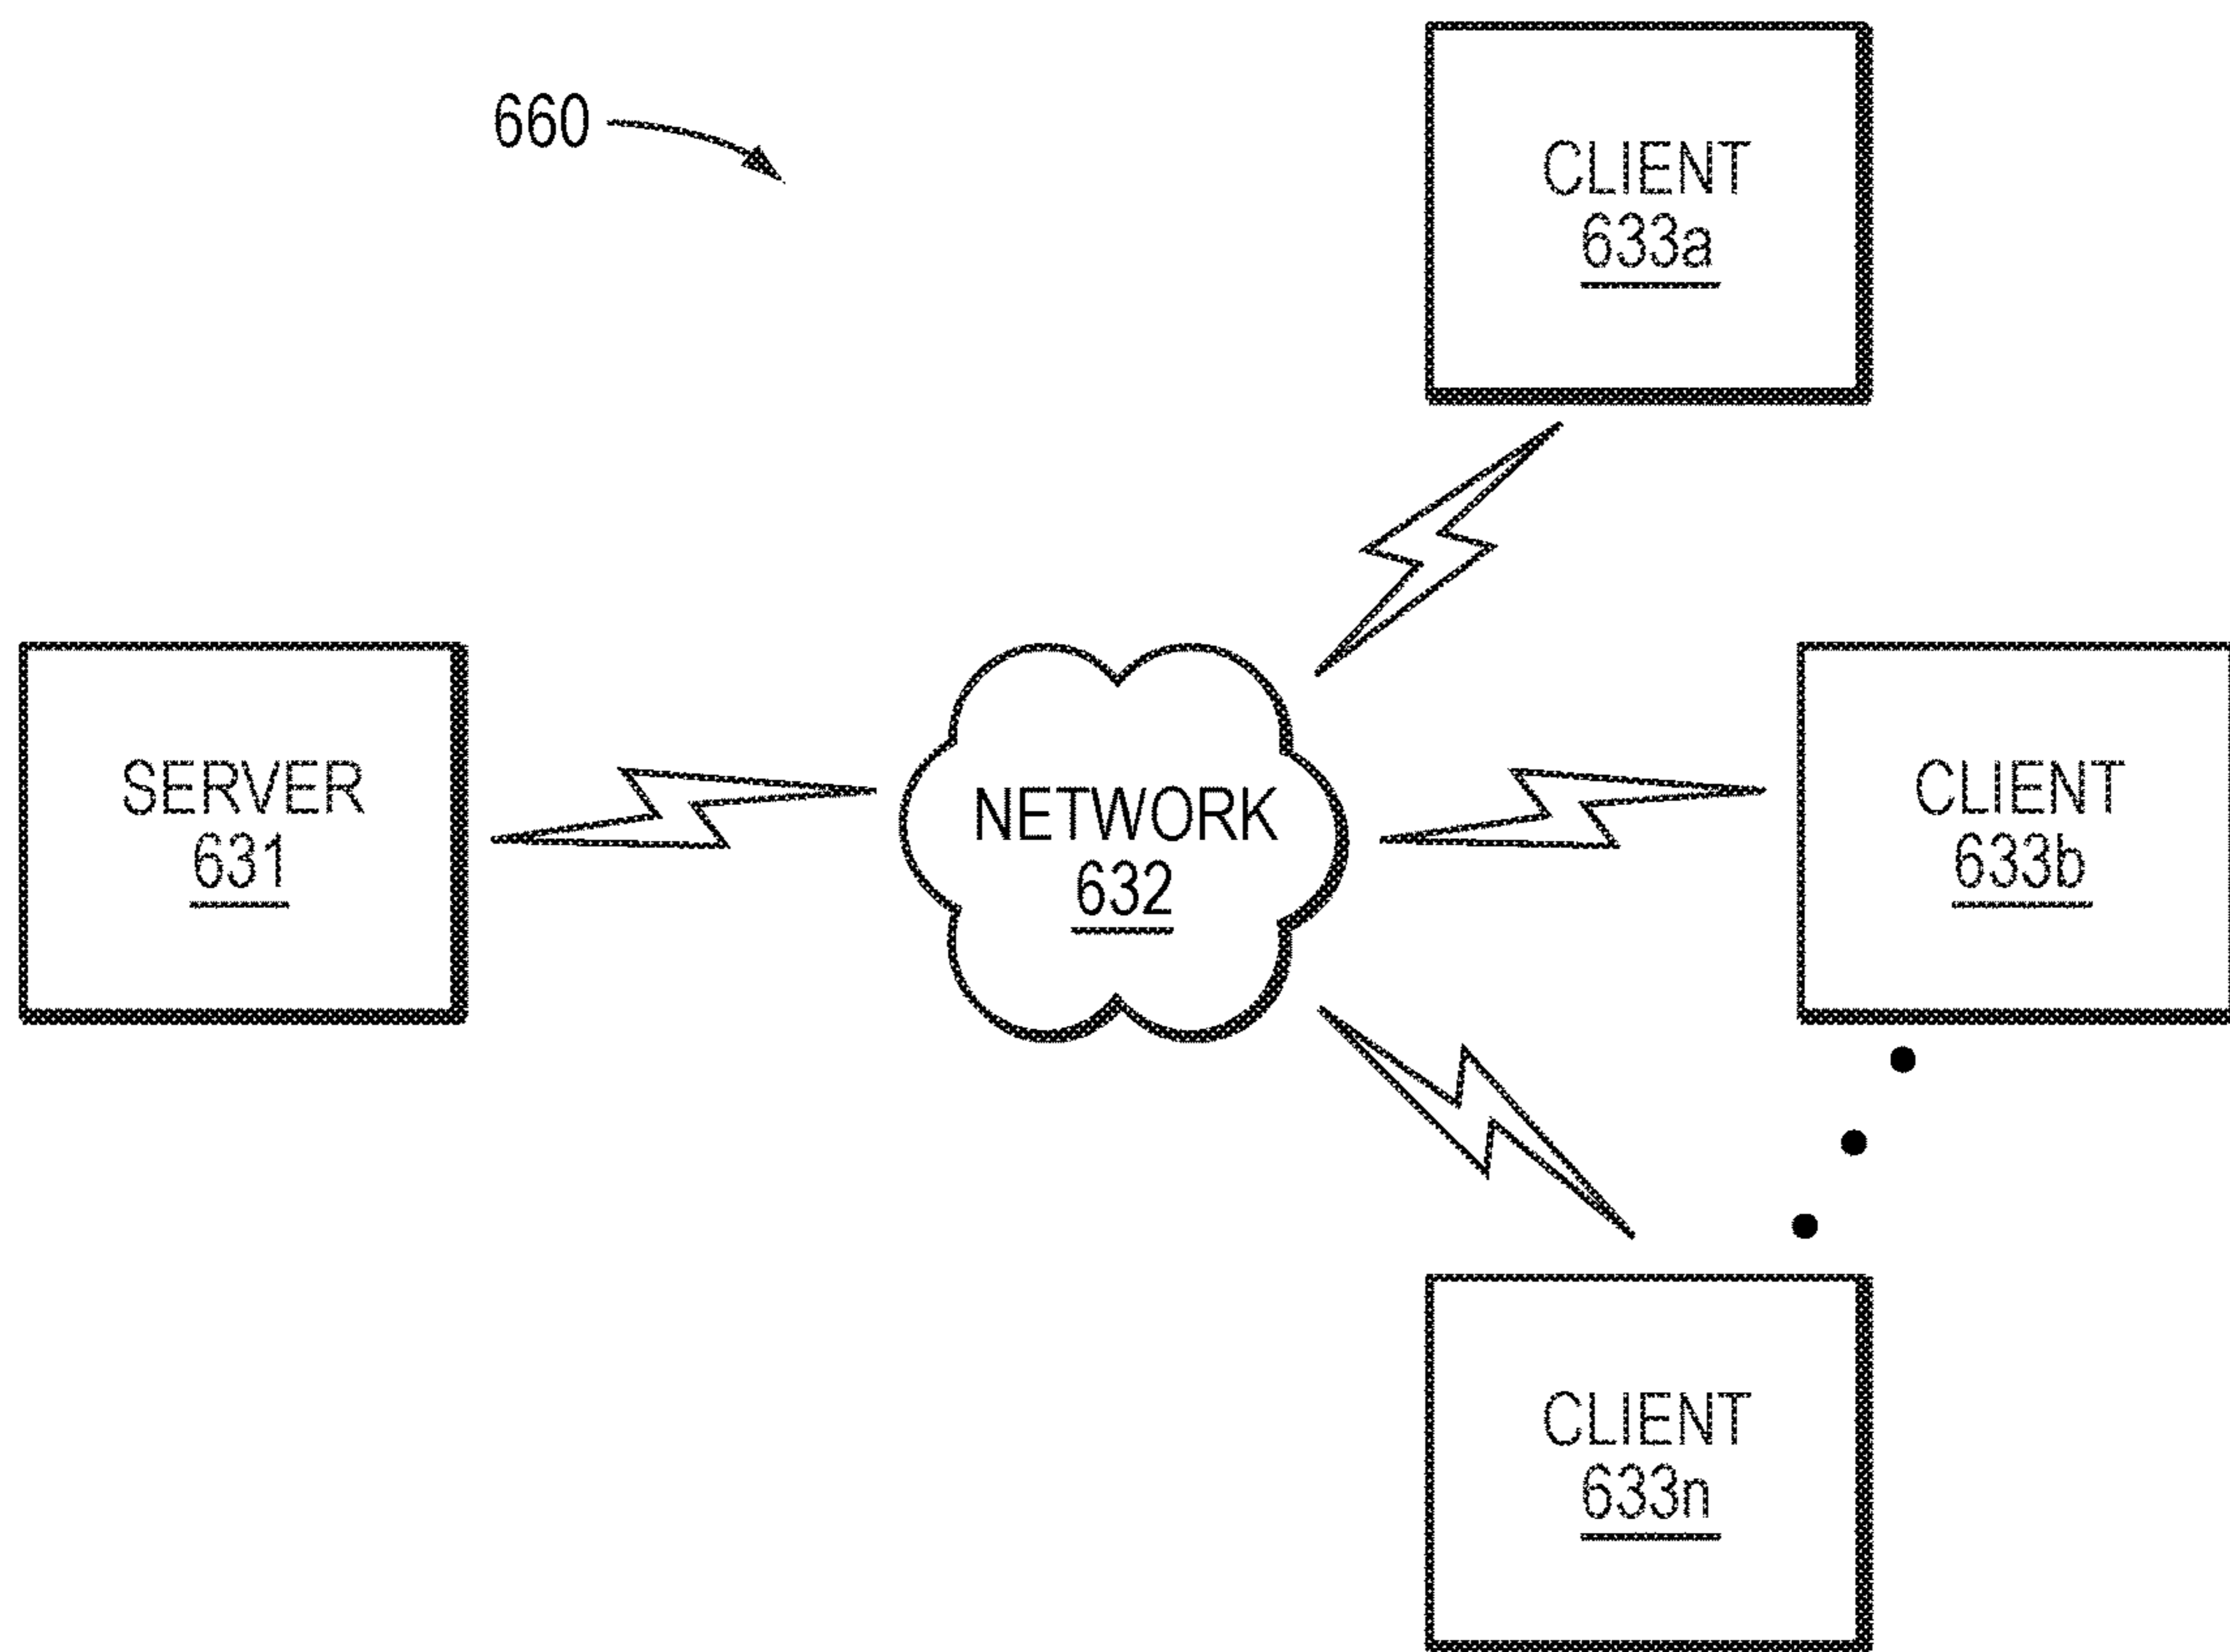 660
CLIENT
633a
SERVER
631
NETWORK
632
CLIENT
633b
CLIENT
633n